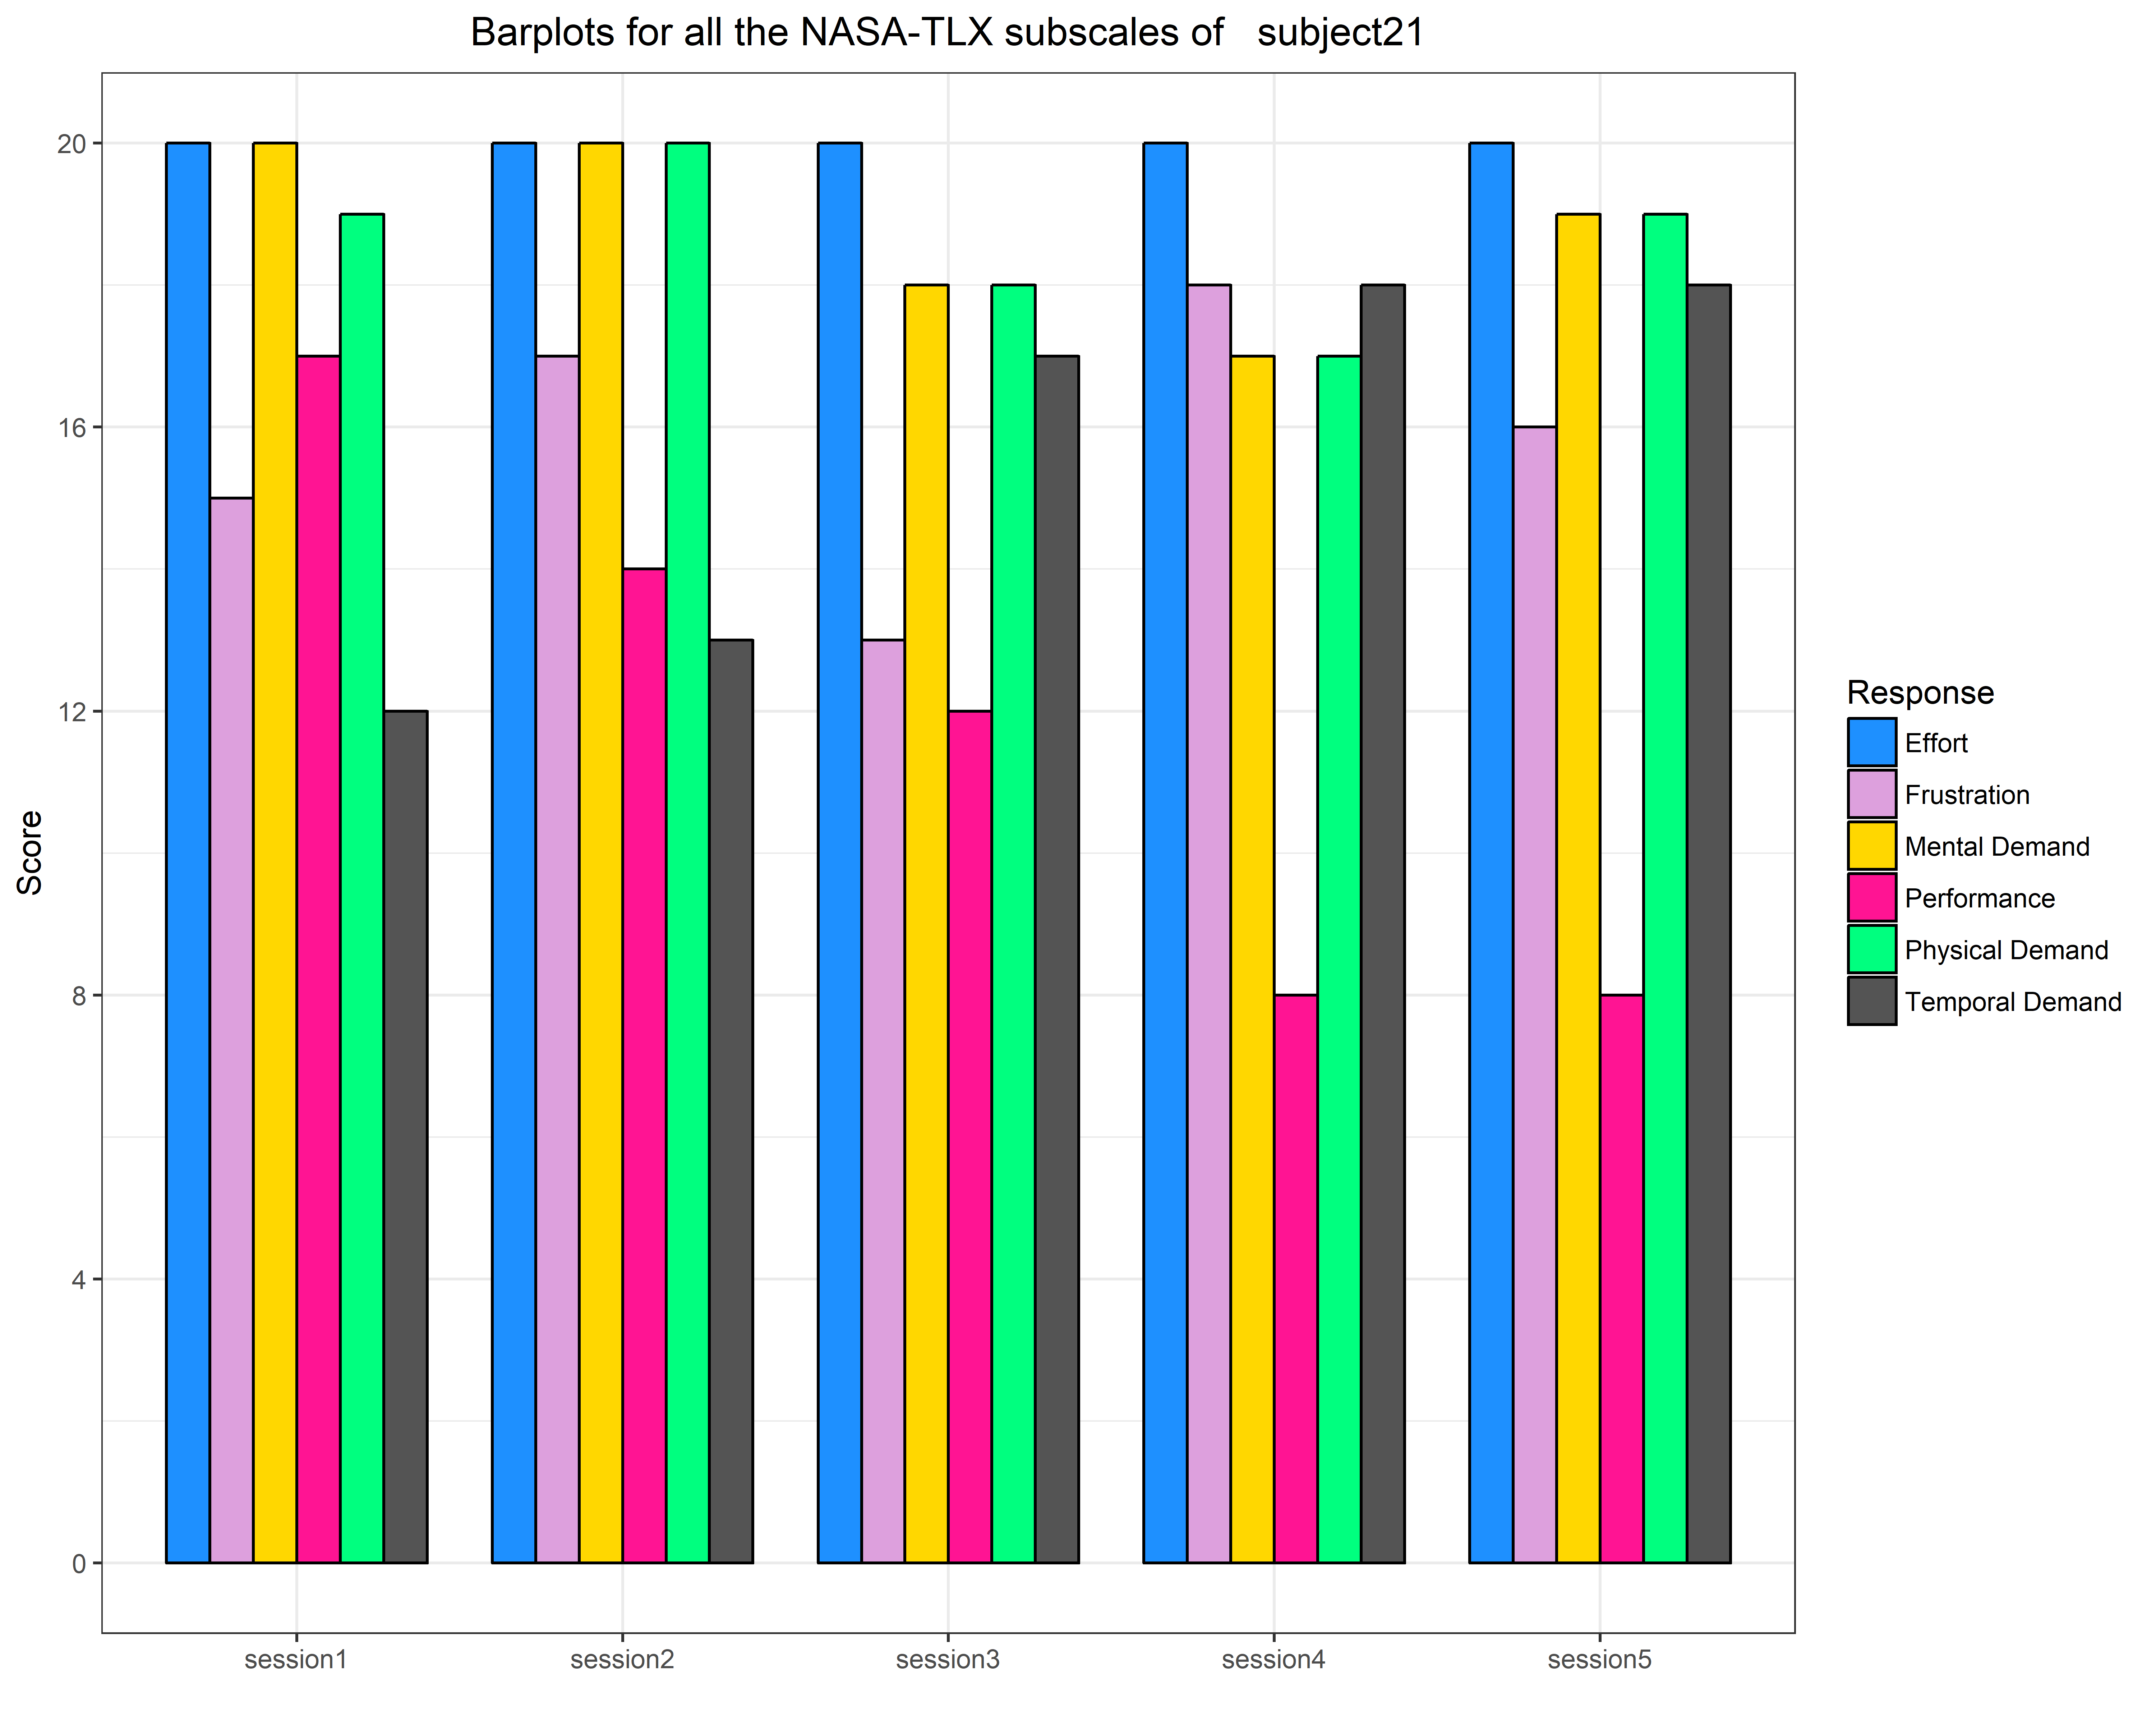 Barplots for all the NASA-TLX subscales of   subject21
Score
20
16
12
8
4
0
session1
session2
session3
session4
session5
Response
Effort
Frustration
Mental Demand
Performance
Physical Demand
Temporal Demand